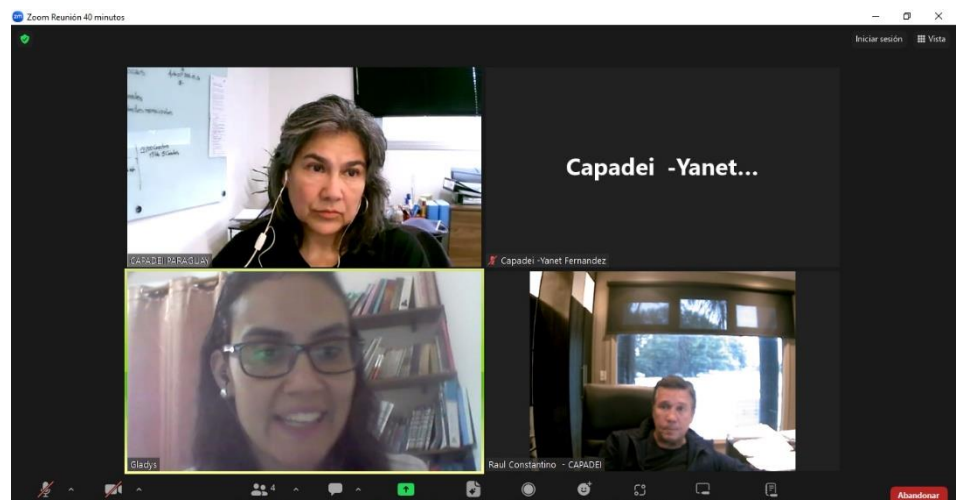 zm Zoom Reunión 40 minutos
Iniciar sesión Vista
CAPADEI PARAGUAY
Capadei -Yanet...
Capadei -Yanet Fernandez
Gladys
Raul Constantino - CAPADEI
4
Abandonar